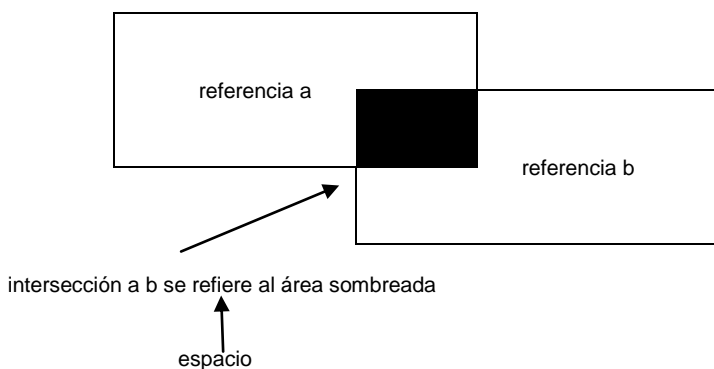 referencia a
referencia b
intersección a b se refiere al área sombreada
espacio